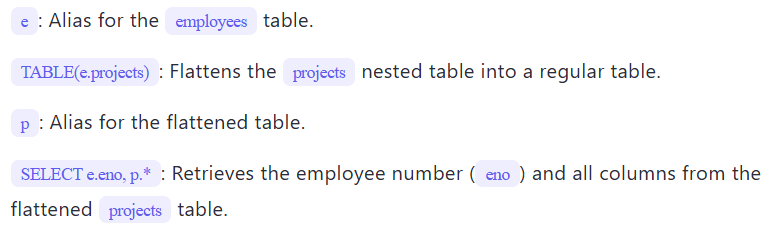 e : Alias for the employees table.
TABLE(e.projects) : Flattens the projects nested table into a regular table.
p : Alias for the flattened table.
SELECT e.eno, p.* : Retrieves the employee number ( eno ) and all columns from the
flattened projects table.